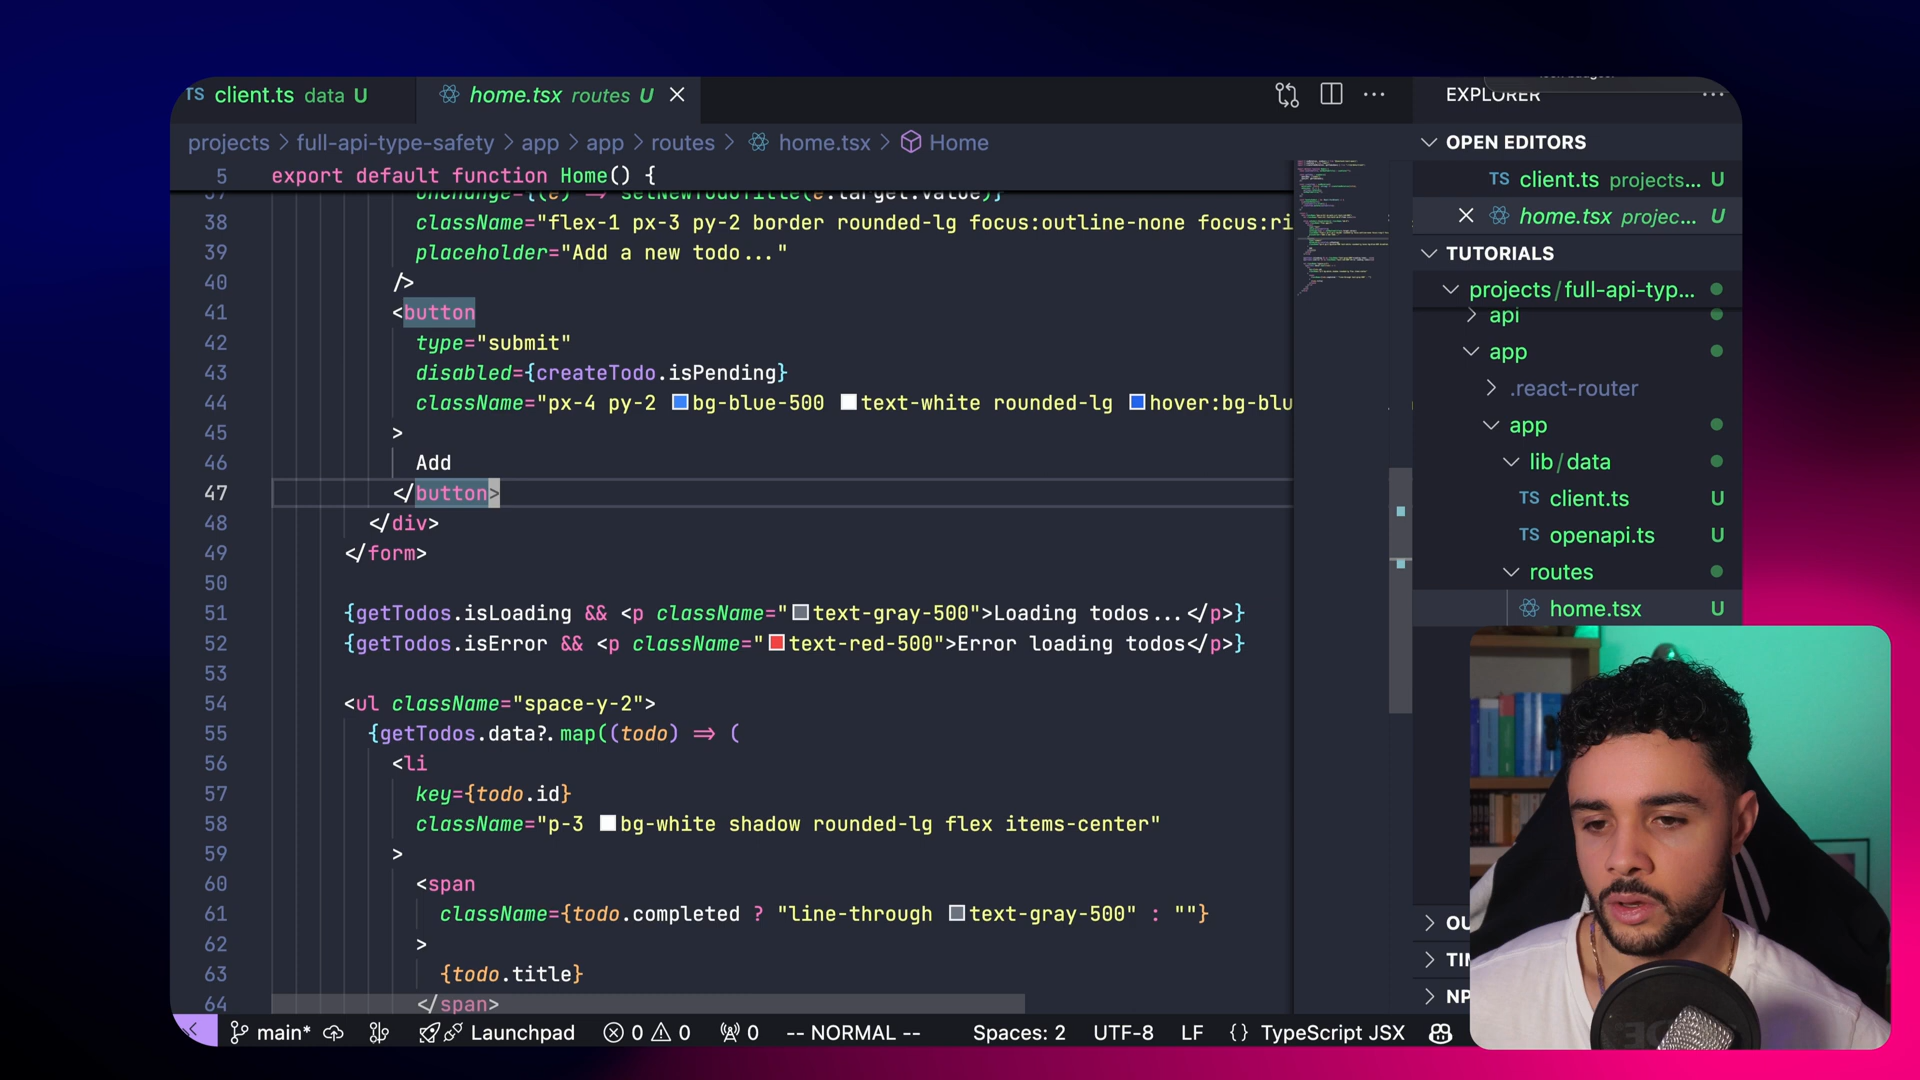 TS client.ts data U
home.tsx routes U
projects > full-api-type-safety > app > app > routes > home.tsx > Home
5 export default function Home() {
37 onChange={(e) => setNewTodoTitle(e.target.value)}
38 className="flex-1 px-3 py-2 border rounded-lg focus:outline-none focus:ri
39 placeholder="Add a new todo..."
40 />
41 <button
42 type="submit"
43 disabled={createTodo.isPending}
44 className="px-4 py-2 bg-blue-500 text-white rounded-lg hover:bg-blu
45 >
46 Add
47 </button>
48 </div>
49 </form>
50
51 {getTodos.isLoading && <p className="text-gray-500">Loading todos...</p>}
52 {getTodos.isError && <p className="text-red-500">Error loading todos</p>}
53
54 <ul className="space-y-2">
55 {getTodos.data?.map((todo) => (
56 <li
57 key={todo.id}
58 className="p-3 bg-white shadow rounded-lg flex items-center"
59 >
60 <span
61 className={todo.completed ? "line-through text-gray-500" : ""}
62 >
63 {todo.title}
64 </span>
EXPLORER
OPEN EDITORS
TS client.ts projects... U
home.tsx projec... U
TUTORIALS
projects/full-api-typ...
api
app
.react-router
app
lib/data
TS client.ts U
TS openapi.ts U
routes
home.tsx U
OU
TIM
NP
main* Launchpad 0 0 0 -- NORMAL -- Spaces: 2 UTF-8 LF {} TypeScript JSX